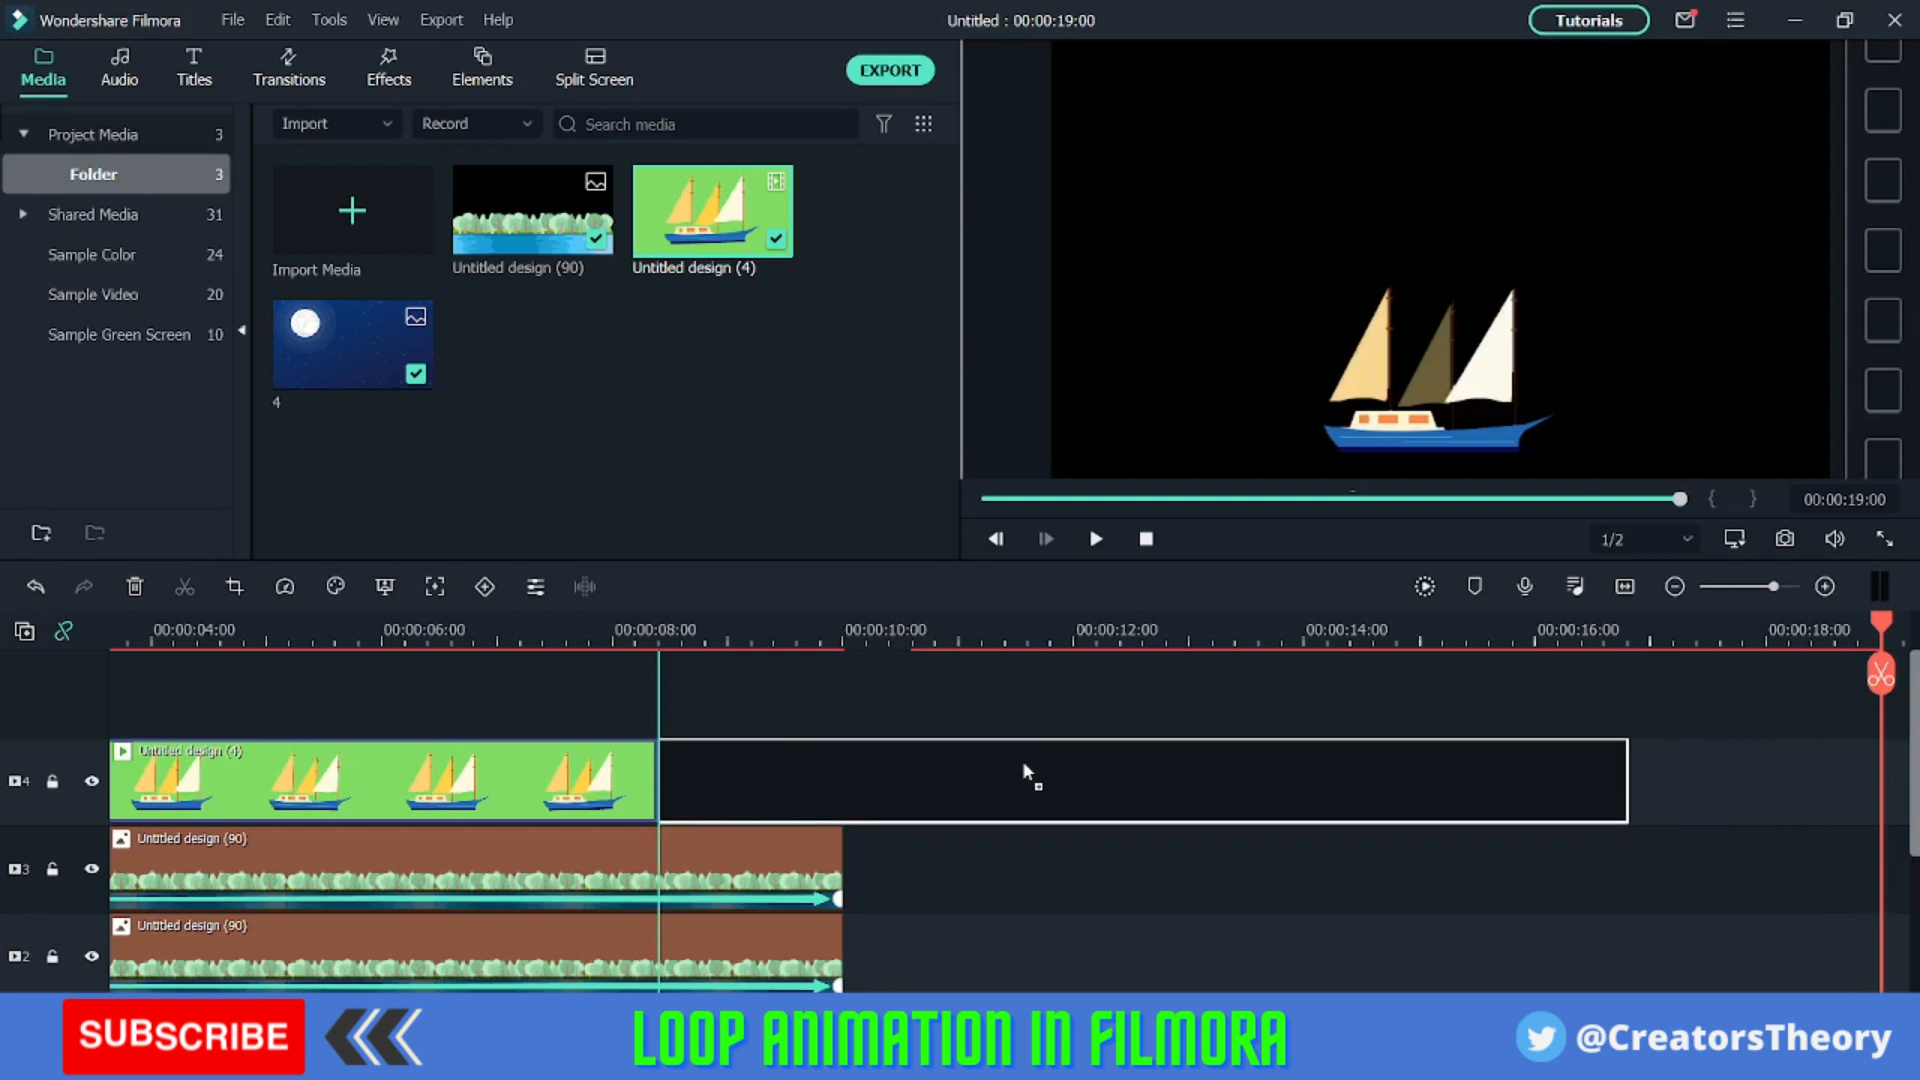 Wondershare Filmora File Edit Tools View Export Help Untitled : 00:00:19:00 Tutorials
Media Audio Titles Transitions Effects Elements Split Screen EXPORT
Project Media 3
Folder 3
Shared Media 31
Sample Color 24
Sample Video 20
Sample Green Screen 10
Import Record Search media
Import Media Untitled design (90) Untitled design (4)
4
00:00:19:00
1/2
00:00:04:00 00:00:06:00 00:00:08:00 00:00:10:00 00:00:12:00 00:00:14:00 00:00:16:00 00:00:18:00
4 Untitled design (4)
3 Untitled design (90)
2 Untitled design (90)
SUBSCRIBE LOOP ANIMATION IN FILMORA @CreatorsTheory